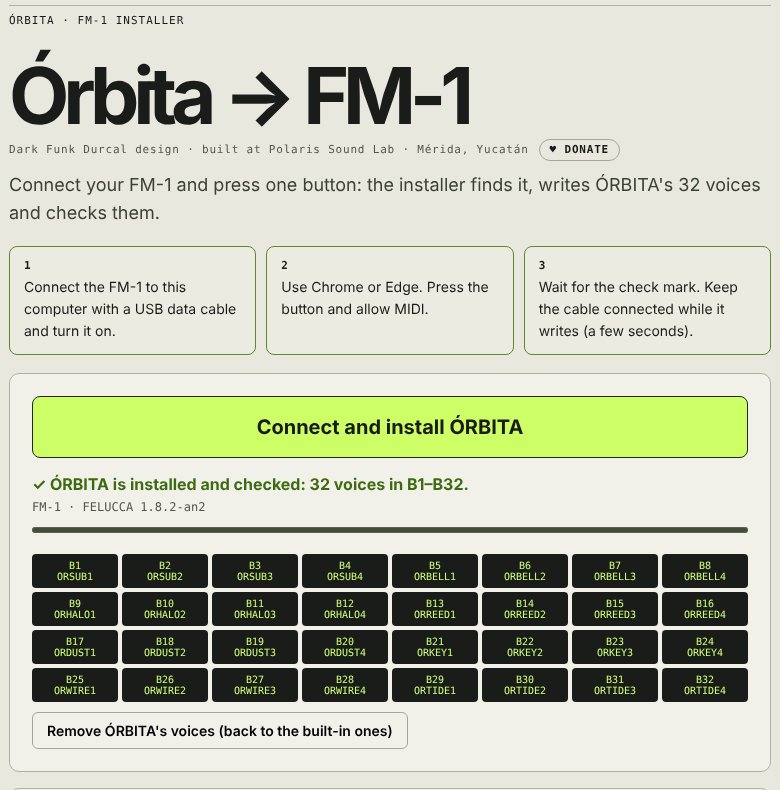 ÓRBITA · FM-1 INSTALLER
Órbita → FM-1
Dark Funk Durcal design · built at Polaris Sound Lab · Mérida, Yucatán ♥ DONATE
Connect your FM-1 and press one button: the installer finds it, writes ÓRBITA's 32 voices
and checks them.
1
Connect the FM-1 to this
computer with a USB data cable
and turn it on.
2
Use Chrome or Edge. Press the
button and allow MIDI.
3
Wait for the check mark. Keep
the cable connected while it
writes (a few seconds).
Connect and install ÓRBITA
✓ ÓRBITA is installed and checked: 32 voices in B1–B32.
FM-1 · FELUCCA 1.8.2-an2
B1 B2 B3 B4 B5 B6 B7 B8
ORSUB1 ORSUB2 ORSUB3 ORSUB4 ORBELL1 ORBELL2 ORBELL3 ORBELL4
B9 B10 B11 B12 B13 B14 B15 B16
ORHALO1 ORHALO2 ORHALO3 ORHALO4 ORREED1 ORREED2 ORREED3 ORREED4
B17 B18 B19 B20 B21 B22 B23 B24
ORDUST1 ORDUST2 ORDUST3 ORDUST4 ORKEY1 ORKEY2 ORKEY3 ORKEY4
B25 B26 B27 B28 B29 B30 B31 B32
ORWIRE1 ORWIRE2 ORWIRE3 ORWIRE4 ORTIDE1 ORTIDE2 ORTIDE3 ORTIDE4
Remove ÓRBITA's voices (back to the built-in ones)